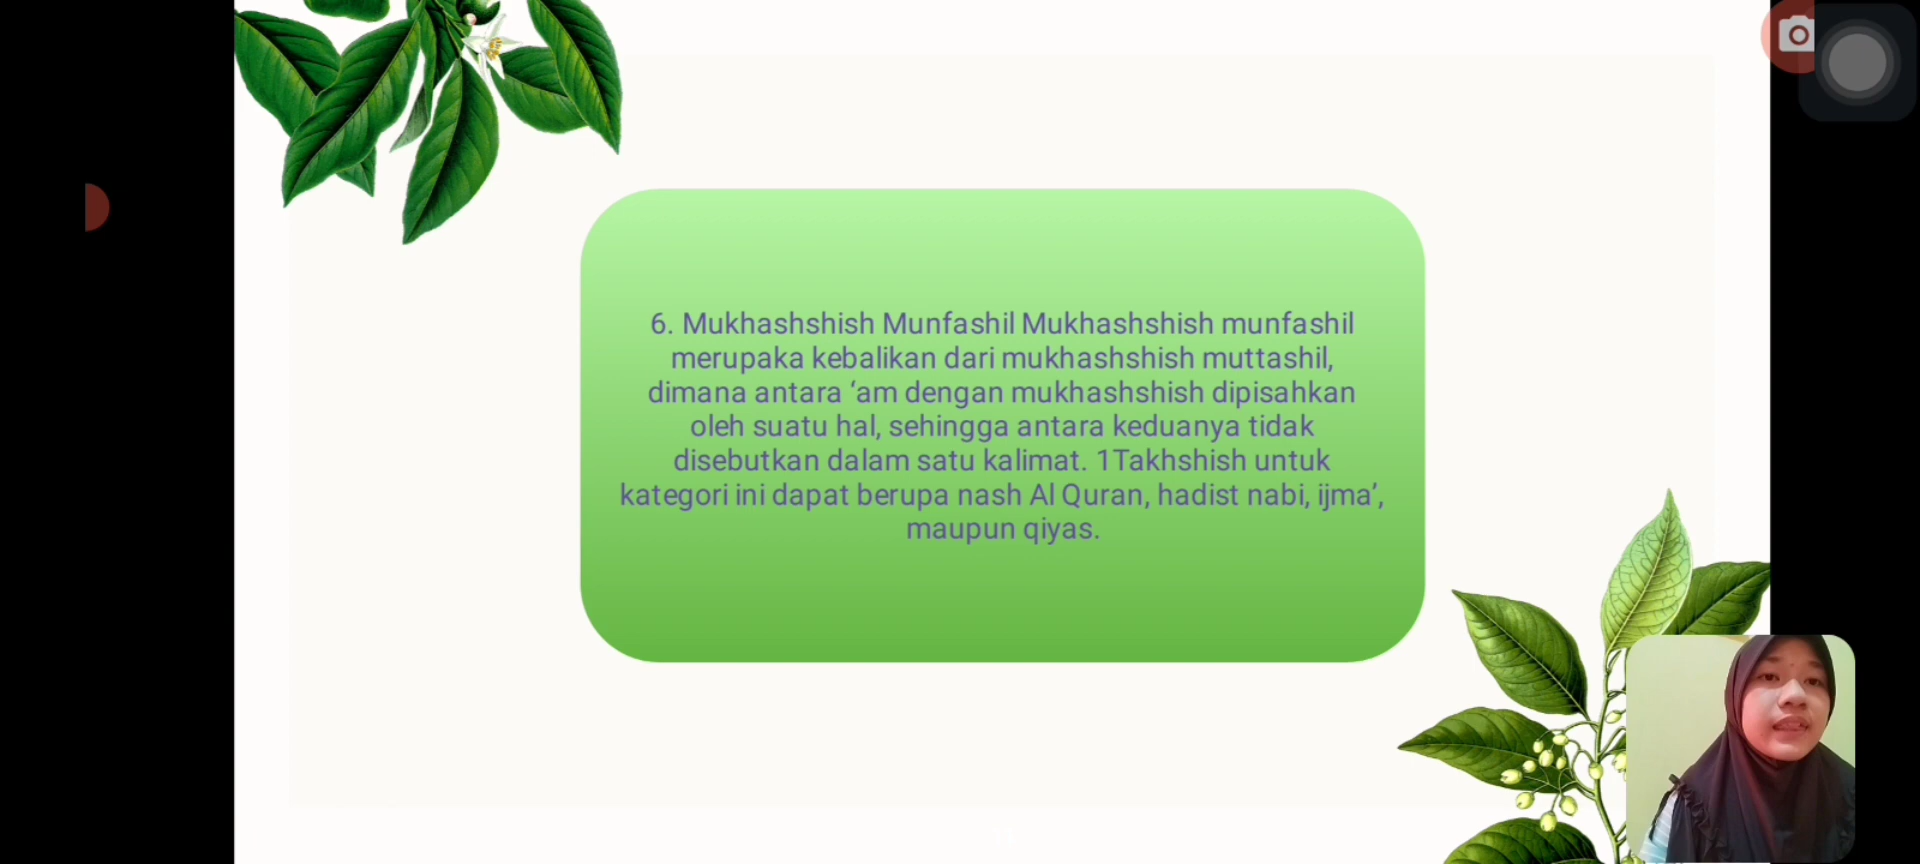 6. Mukhashshish Munfashil Mukhashshish munfashil
merupaka kebalikan dari mukhashshish muttashil,
dimana antara ‘am dengan mukhashshish dipisahkan
oleh suatu hal, sehingga antara keduanya tidak
disebutkan dalam satu kalimat. 1Takhshish untuk
kategori ini dapat berupa nash Al Quran, hadist nabi, ijma’,
maupun qiyas.